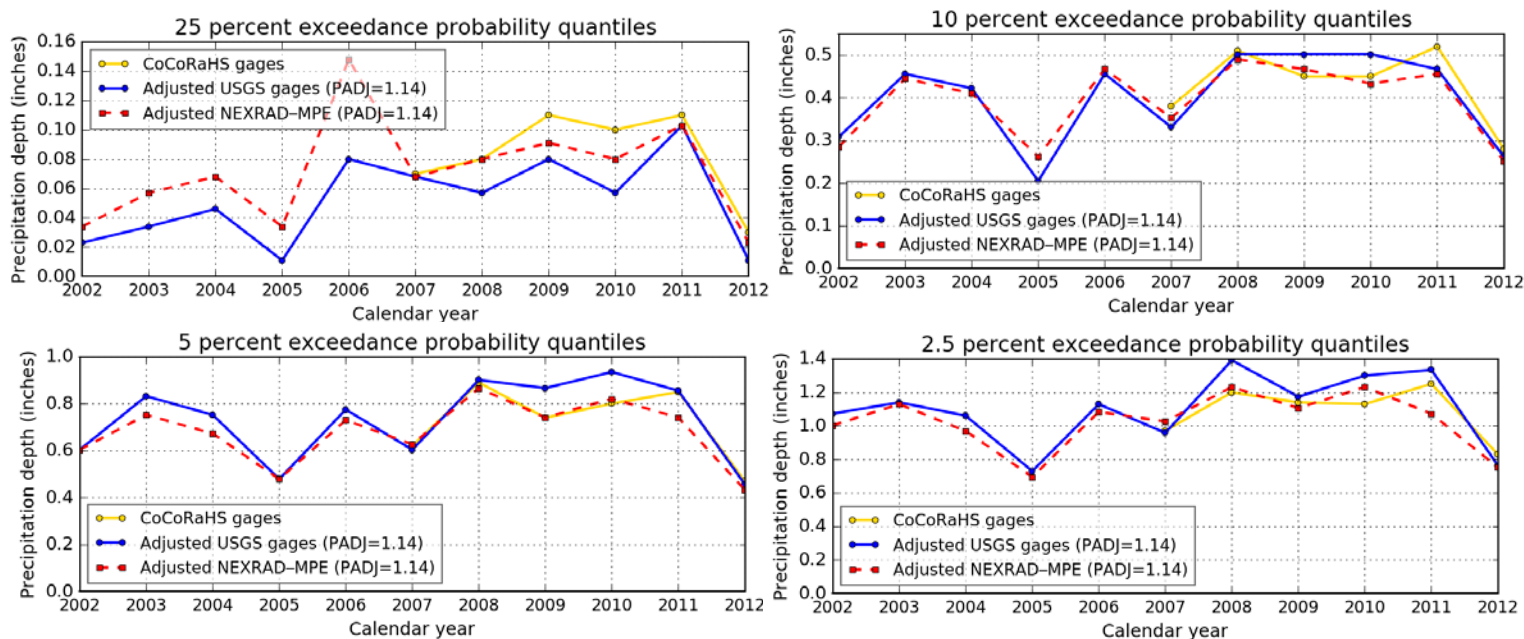 25 percent exceedance probability quantiles
Precipitation depth (inches)
0.16
0.14
0.12
0.10
0.08
0.06
0.04
0.02
0.00
CoCoRaHS gages
Adjusted USGS gages (PADJ=1.14)
Adjusted NEXRAD–MPE (PADJ=1.14)
2002 2003 2004 2005 2006 2007 2008 2009 2010 2011 2012
Calendar year
10 percent exceedance probability quantiles
Precipitation depth (inches)
0.5
0.4
0.3
0.2
0.1
0.0
CoCoRaHS gages
Adjusted USGS gages (PADJ=1.14)
Adjusted NEXRAD–MPE (PADJ=1.14)
2002 2003 2004 2005 2006 2007 2008 2009 2010 2011 2012
Calendar year
5 percent exceedance probability quantiles
Precipitation depth (inches)
1.0
0.8
0.6
0.4
0.2
0.0
CoCoRaHS gages
Adjusted USGS gages (PADJ=1.14)
Adjusted NEXRAD–MPE (PADJ=1.14)
2002 2003 2004 2005 2006 2007 2008 2009 2010 2011 2012
Calendar year
2.5 percent exceedance probability quantiles
Precipitation depth (inches)
1.4
1.2
1.0
0.8
0.6
0.4
0.2
0.0
CoCoRaHS gages
Adjusted USGS gages (PADJ=1.14)
Adjusted NEXRAD–MPE (PADJ=1.14)
2002 2003 2004 2005 2006 2007 2008 2009 2010 2011 2012
Calendar year